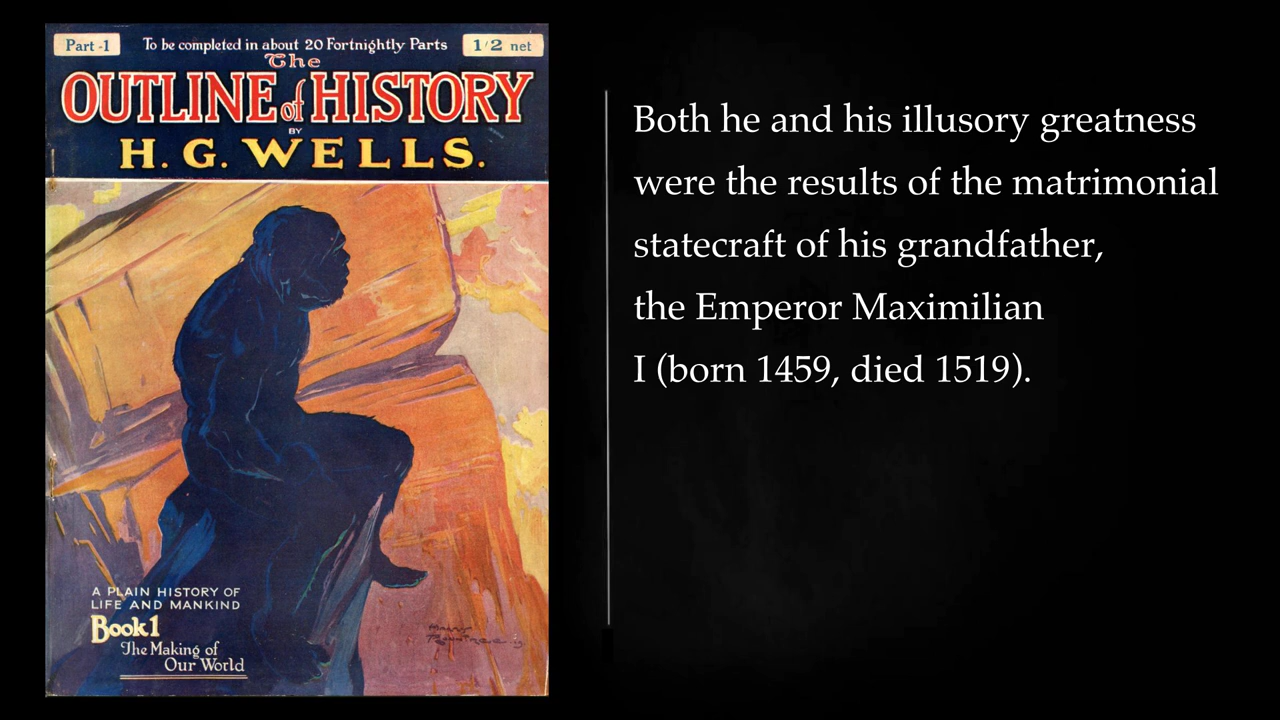 Part -1
To be completed in about 20 Fortnightly Parts
1/2 net
The
OUTLINE of HISTORY
BY
H. G. WELLS.
A PLAIN HISTORY OF
LIFE AND MANKIND
Book 1
The Making of
Our World
Both he and his illusory greatness
were the results of the matrimonial
statecraft of his grandfather,
the Emperor Maximilian
I (born 1459, died 1519).